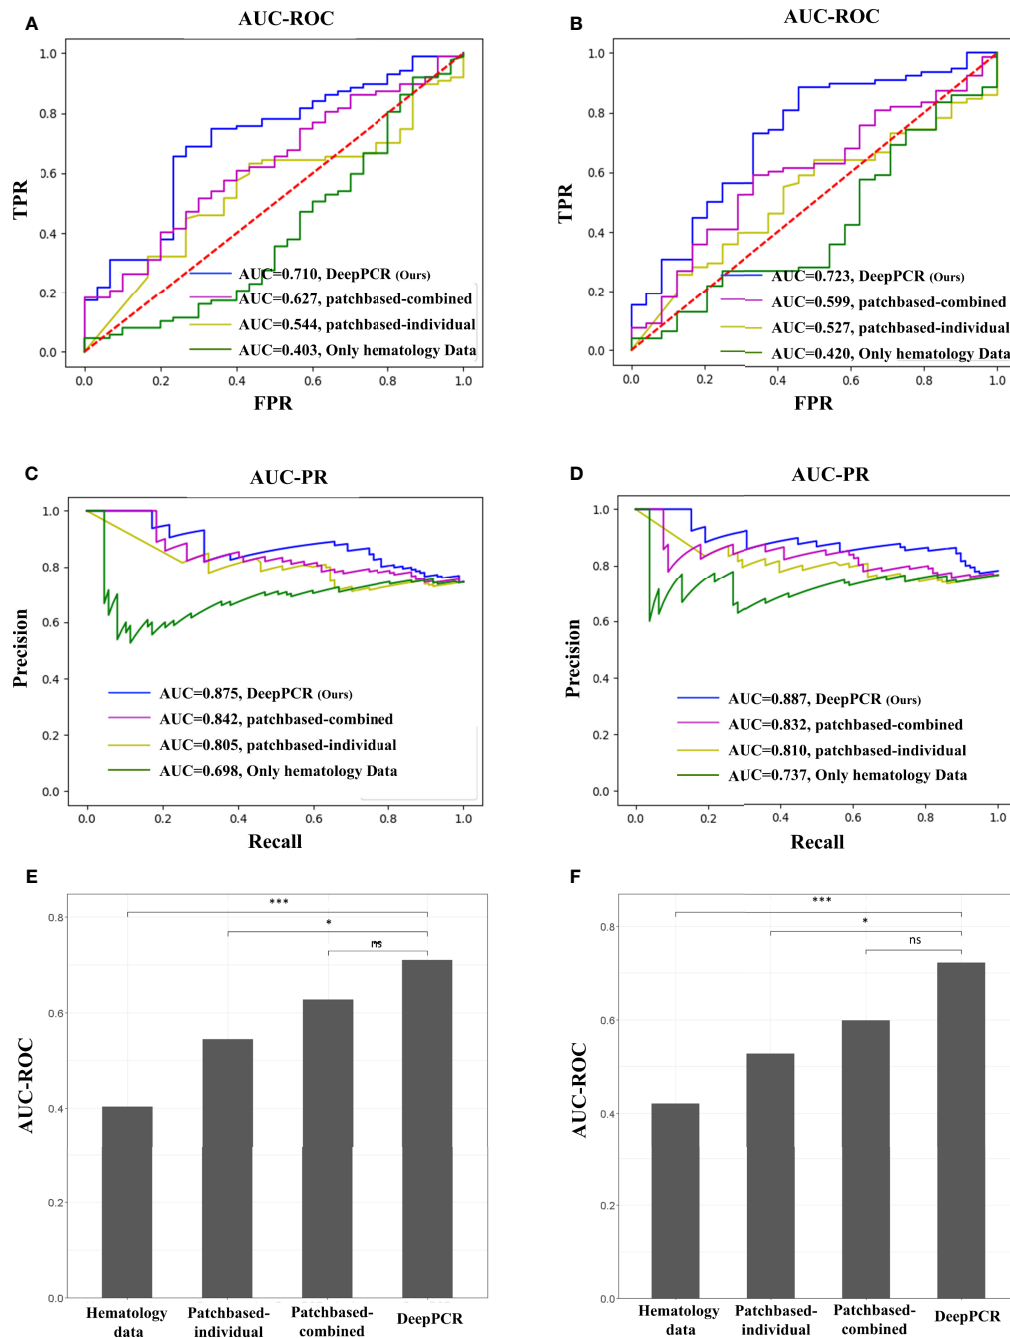 A
AUC-ROC
TPR
1.0
0.8
0.6
0.4
0.2
0.0
AUC=0.710, DeepPCR (Ours)
AUC=0.627, patchbased-combined
AUC=0.544, patchbased-individual
AUC=0.403, Only hematology Data
0.0 0.2 0.4 0.6 0.8 1.0
FPR
B
AUC-ROC
TPR
1.0
0.8
0.6
0.4
0.2
0.0
AUC=0.723, DeepPCR (Ours)
AUC=0.599, patchbased-combined
AUC=0.527, patchbased-individual
AUC=0.420, Only hematology Data
0.0 0.2 0.4 0.6 0.8 1.0
FPR
C
AUC-PR
Precision
1.0
0.8
0.6
0.4
0.2
0.0
AUC=0.875, DeepPCR (Ours)
AUC=0.842, patchbased-combined
AUC=0.805, patchbased-individual
AUC=0.698, Only hematology Data
0.0 0.2 0.4 0.6 0.8 1.0
Recall
D
AUC-PR
Precision
1.0
0.8
0.6
0.4
0.2
0.0
AUC=0.887, DeepPCR (Ours)
AUC=0.832, patchbased-combined
AUC=0.810, patchbased-individual
AUC=0.737, Only hematology Data
0.0 0.2 0.4 0.6 0.8 1.0
Recall
E
AUC-ROC
0.8
0.6
0.4
0.2
0.0
***
*
ns
Hematology
data
Patchbased-
individual
Patchbased-
combined
DeepPCR
F
AUC-ROC
0.8
0.6
0.4
0.2
0.0
***
*
ns
Hematology
data
Patchbased-
individual
Patchbased-
combined
DeepPCR